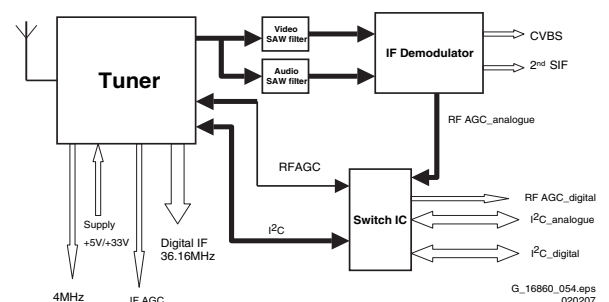 Tuner
Video
SAW filter
Audio
SAW filter
IF Demodulator
CVBS
2nd SIF
RF AGC_analogue
RFAGC
Switch IC
RF AGC_digital
I²C_analogue
I²C_digital
I²C
Supply
+5V/+33V
Digital IF
36.16MHz
4MHz
IF AGC
G_16860_054.eps
020207